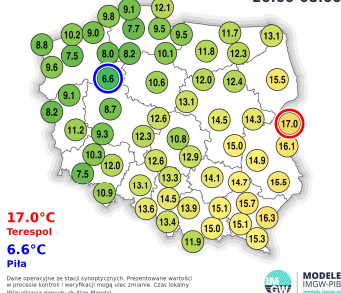 9.8 9.1 12.1
8.8 10.2 9.0 7.7 9.5 9.5 11.7 13.1
9.6 7.5 8.0 8.2 10.1 11.8 12.3
6.6 10.6 12.0 12.4 15.5
9.1 13.1
8.2 8.7 12.6 14.5 14.3 17.0
11.2 9.3 12.3 10.8 15.0 16.1
10.3 12.0 12.6 12.9 14.9
7.5 13.1 13.3 14.1 14.7 15.6
10.9 14.5 15.7
13.6 13.9 15.1 16.3
13.4 15.0 15.1 15.3
11.9
17.0°C
Terespol
6.6°C
Piła
Dane operacyjne ze stacji synoptycznych. Prezentowane wartości
w procesie kontroli i weryfikacji mogą ulec zmianie. Czas lokalny.
IM
GW
MODELE
IMGW-PIB